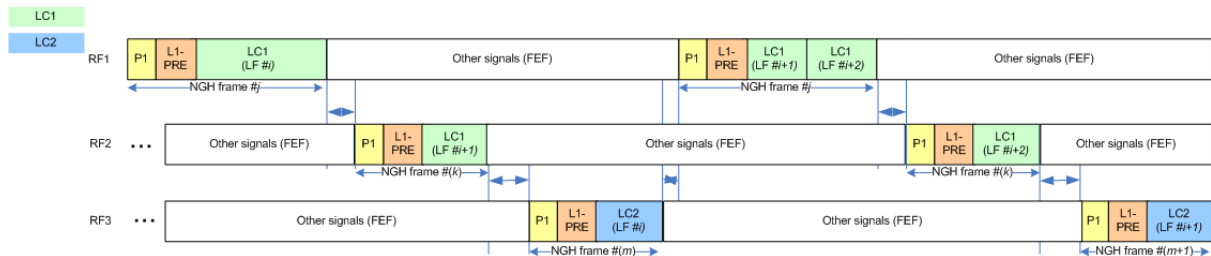 LC1
LC2
RF1
P1
L1-
PRE
LC1
(LF #i)
Other signals (FEF)
P1
L1-
PRE
LC1
(LF #i+1)
LC1
(LF #i+2)
Other signals (FEF)
NGH frame #j
NGH frame #j
RF2
...
Other signals (FEF)
P1
L1-
PRE
LC1
(LF #i+1)
Other signals (FEF)
P1
L1-
PRE
LC1
(LF #i+2)
Other signals (FEF)
NGH frame #(k)
NGH frame #(k)
RF3
...
Other signals (FEF)
P1
L1-
PRE
LC2
(LF #i)
Other signals (FEF)
P1
L1-
PRE
LC2
(LF #i+1)
NGH frame #(m)
NGH frame #(m+1)